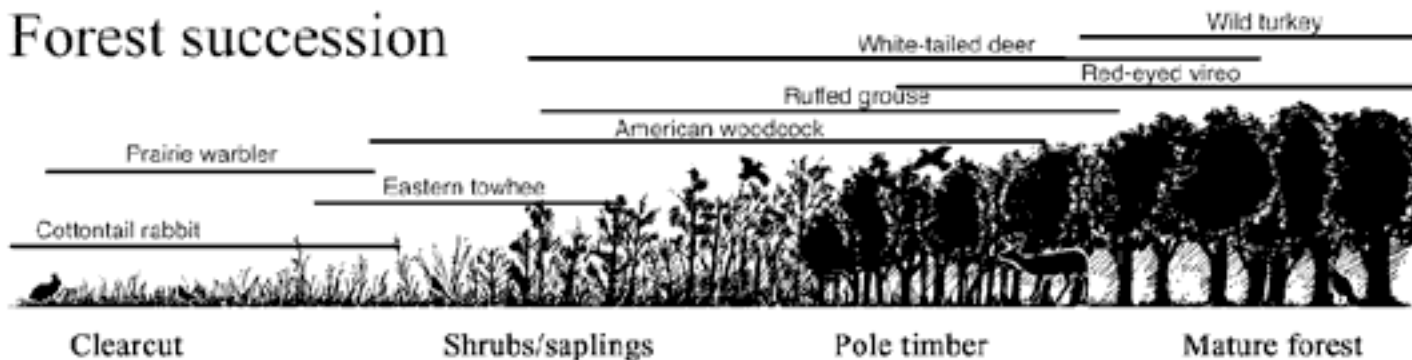 Forest succession
Wild turkey
White-tailed deer
Red-eyed vireo
Ruffed grouse
American woodcock
Prairie warbler
Eastern towhee
Cottontail rabbit
Clearcut Shrubs/saplings Pole timber Mature forest